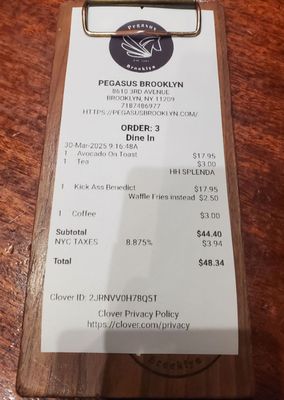 Pegasus
Brooklyn
PEGASUS BROOKLYN
8610 3RD AVENUE
BROOKLYN, NY 11209
7187486977
HTTPS://PEGASUSBROOKLYN.COM/
ORDER: 3
Dine In
30-Mar-2025 9:16:48A
1 Avocado On Toast $17.95
1 Tea $3.00
HH SPLENDA
1 Kick Ass Benedict $17.95
Waffle Fries instead $2.50
1 Coffee $3.00
Subtotal $44.40
NYC TAXES 8.875% $3.94
Total $48.34
Clover ID: 2JRNVV0H78Q5T
Clover Privacy Policy
https://clover.com/privacy
Brooklyn